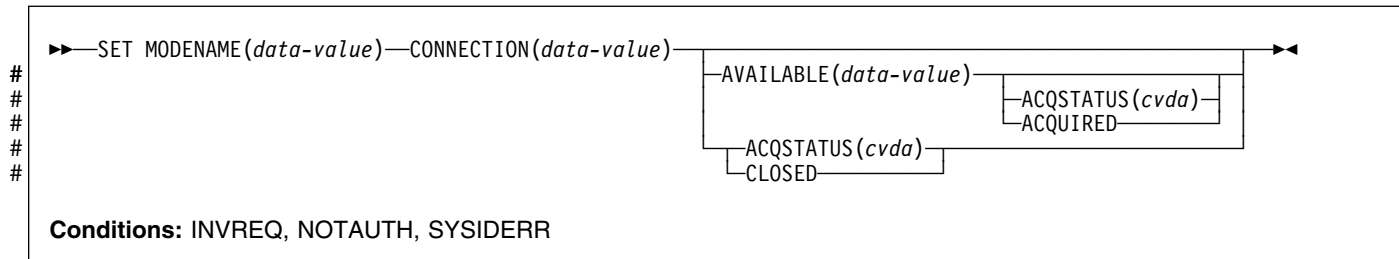 ►►──SET MODENAME(data-value)──CONNECTION(data-value)──►◄
# AVAILABLE(data-value)
# ACQSTATUS(cvda)
# ACQUIRED
# ACQSTATUS(cvda)
# CLOSED
Conditions: INVREQ, NOTAUTH, SYSIDERR